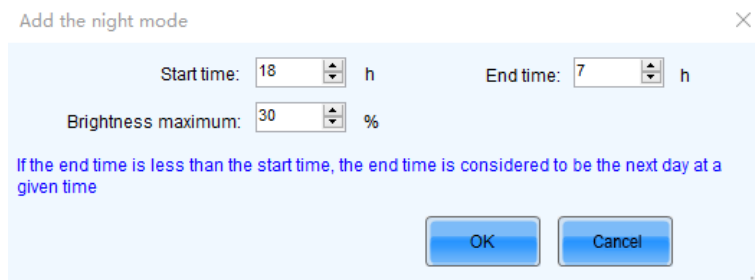 Add the night mode
Start time: 18 h End time: 7 h
Brightness maximum: 30 %
If the end time is less than the start time, the end time is considered to be the next day at a
given time
OK Cancel